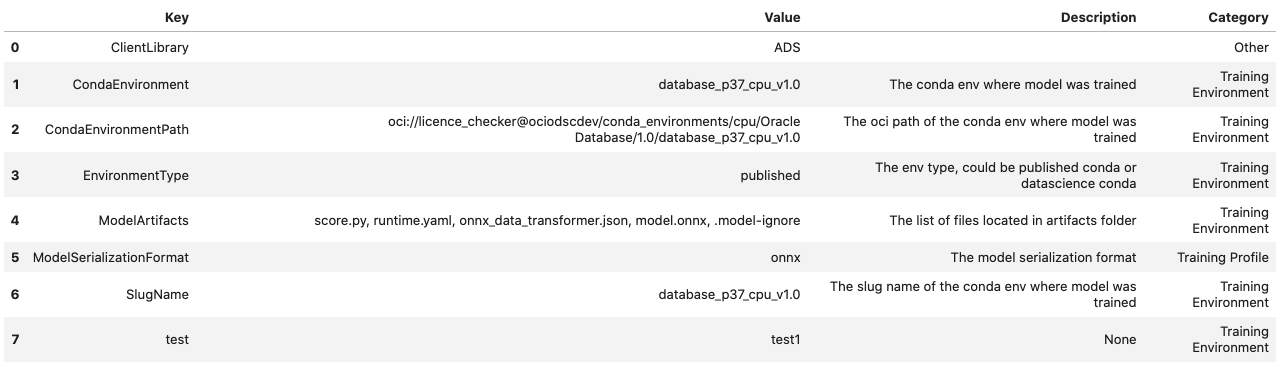 Key Value Description Category
0 ClientLibrary ADS Other
1 CondaEnvironment database_p37_cpu_v1.0 The conda env where model was trained Training
Environment
2 CondaEnvironmentPath oci://licence_checker@ociodscdev/conda_environments/cpu/Oracle
Database/1.0/database_p37_cpu_v1.0 The oci path of the conda env where model was
trained Training
Environment
3 EnvironmentType published The env type, could be published conda or
datascience conda Training
Environment
4 ModelArtifacts score.py, runtime.yaml, onnx_data_transformer.json, model.onnx, .model-ignore The list of files located in artifacts folder Training
Environment
5 ModelSerializationFormat onnx The model serialization format Training Profile
6 SlugName database_p37_cpu_v1.0 The slug name of the conda env where model was
trained Training
Environment
7 test test1 None Training
Environment